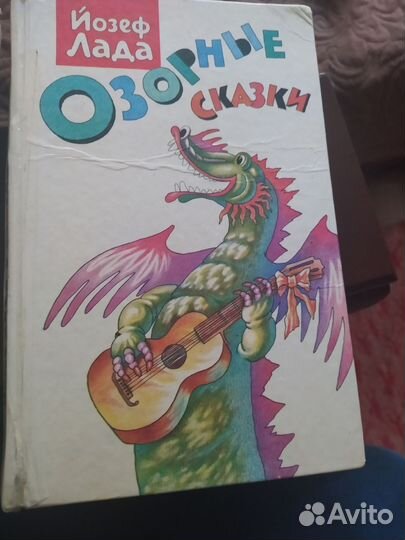 Йозеф
Лада
Озорные
сказки
Avito